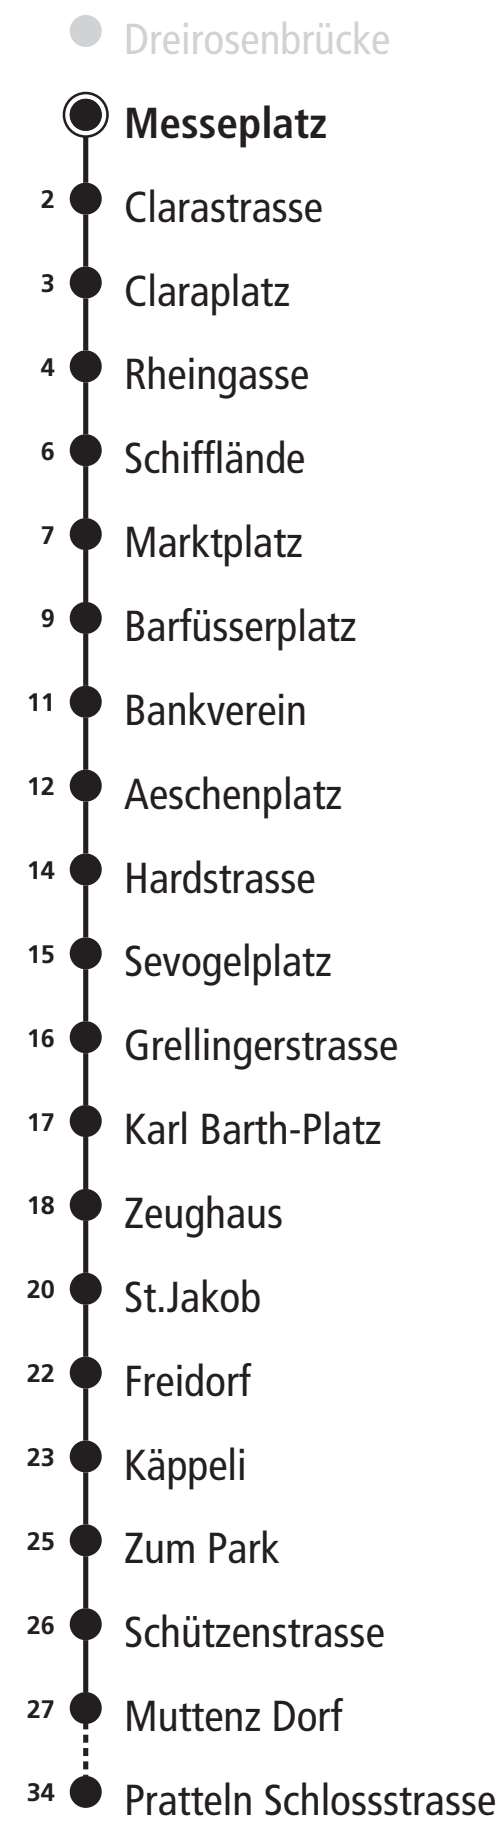 Dreirosenbrücke
Messeplatz
2 Clarastrasse
3 Claraplatz
4 Rheingasse
6 Schifflände
7 Marktplatz
9 Barfüsserplatz
11 Bankverein
12 Aeschenplatz
14 Hardstrasse
15 Sevogelplatz
16 Grellingerstrasse
17 Karl Barth-Platz
18 Zeughaus
20 St.Jakob
22 Freidorf
23 Käppeli
25 Zum Park
26 Schützenstrasse
27 Muttenz Dorf
34 Pratteln Schlossstrasse